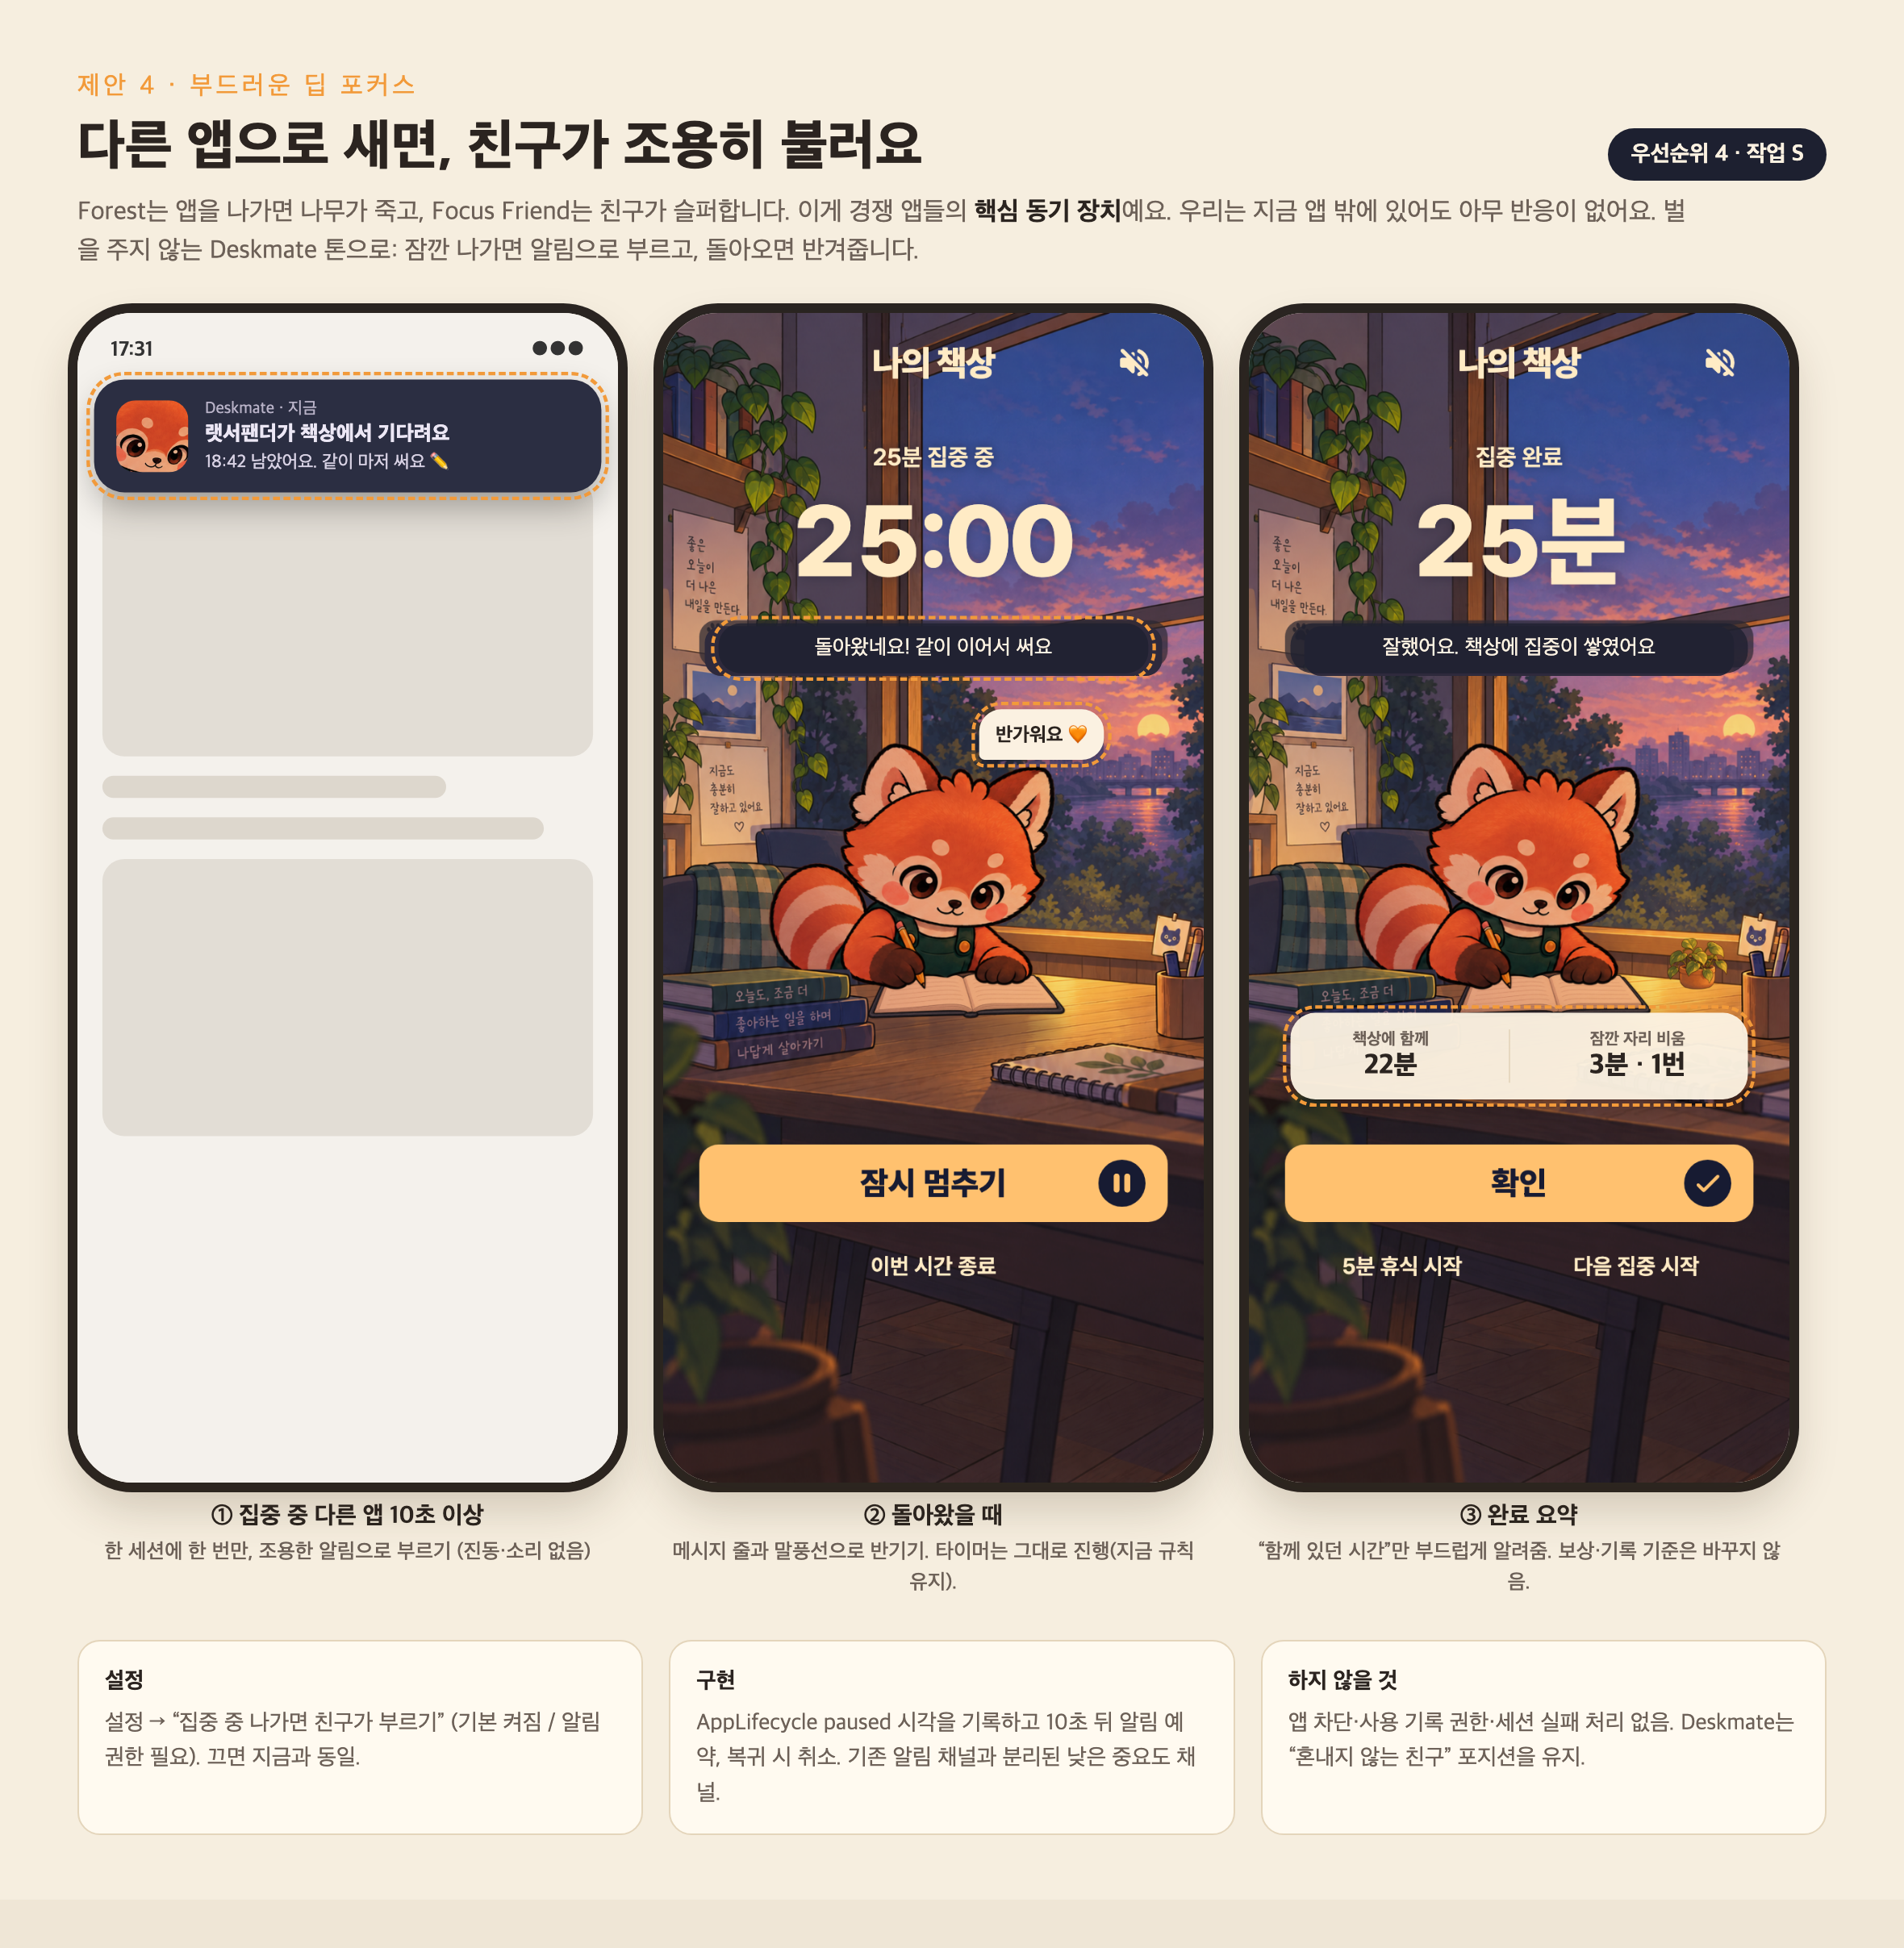 제안 4 · 부드러운 딥 포커스
다른 앱으로 새면, 친구가 조용히 불러요
우선순위 4 · 작업 S
Forest는 앱을 나가면 나무가 죽고, Focus Friend는 친구가 슬퍼합니다. 이게 경쟁 앱들의 핵심 동기 장치예요. 우리는 지금 앱 밖에 있어도 아무 반응이 없어요. 벌
을 주지 않는 Deskmate 톤으로: 잠깐 나가면 알림으로 부르고, 돌아오면 반겨줍니다.
17:31
Deskmate · 지금
랫서팬더가 책상에서 기다려요
18:42 남았어요. 같이 마저 써요 ✏️
① 집중 중 다른 앱 10초 이상
한 세션에 한 번만, 조용한 알림으로 부르기 (진동·소리 없음)
나의 책상
25분 집중 중
25:00
좋은
오늘이
더 나은
내일을 만든다.
돌아왔네요! 같이 이어서 써요
반가워요 🧡
지금도
충분히
잘하고 있어요
♡
오늘도, 조금 더
좋아하는 일을 하며
나답게 살아가기
잠시 멈추기
이번 시간 종료
② 돌아왔을 때
메시지 줄과 말풍선으로 반기기. 타이머는 그대로 진행(지금 규칙
유지).
나의 책상
집중 완료
25분
좋은
오늘이
더 나은
내일을 만든다.
잘했어요. 책상에 집중이 쌓였어요
지금도
충분히
잘하고 있어요
♡
오늘도, 조금 더
책상에 함께
22분
잠깐 자리 비움
3분 · 1번
확인
5분 휴식 시작
다음 집중 시작
③ 완료 요약
“함께 있던 시간”만 부드럽게 알려줌. 보상·기록 기준은 바꾸지 않
음.
설정
설정 → “집중 중 나가면 친구가 부르기” (기본 켜짐 / 알림
권한 필요). 끄면 지금과 동일.
구현
AppLifecycle paused 시각을 기록하고 10초 뒤 알림 예
약, 복귀 시 취소. 기존 알림 채널과 분리된 낮은 중요도 채
널.
하지 않을 것
앱 차단·사용 기록 권한·세션 실패 처리 없음. Deskmate는
“혼내지 않는 친구” 포지션을 유지.